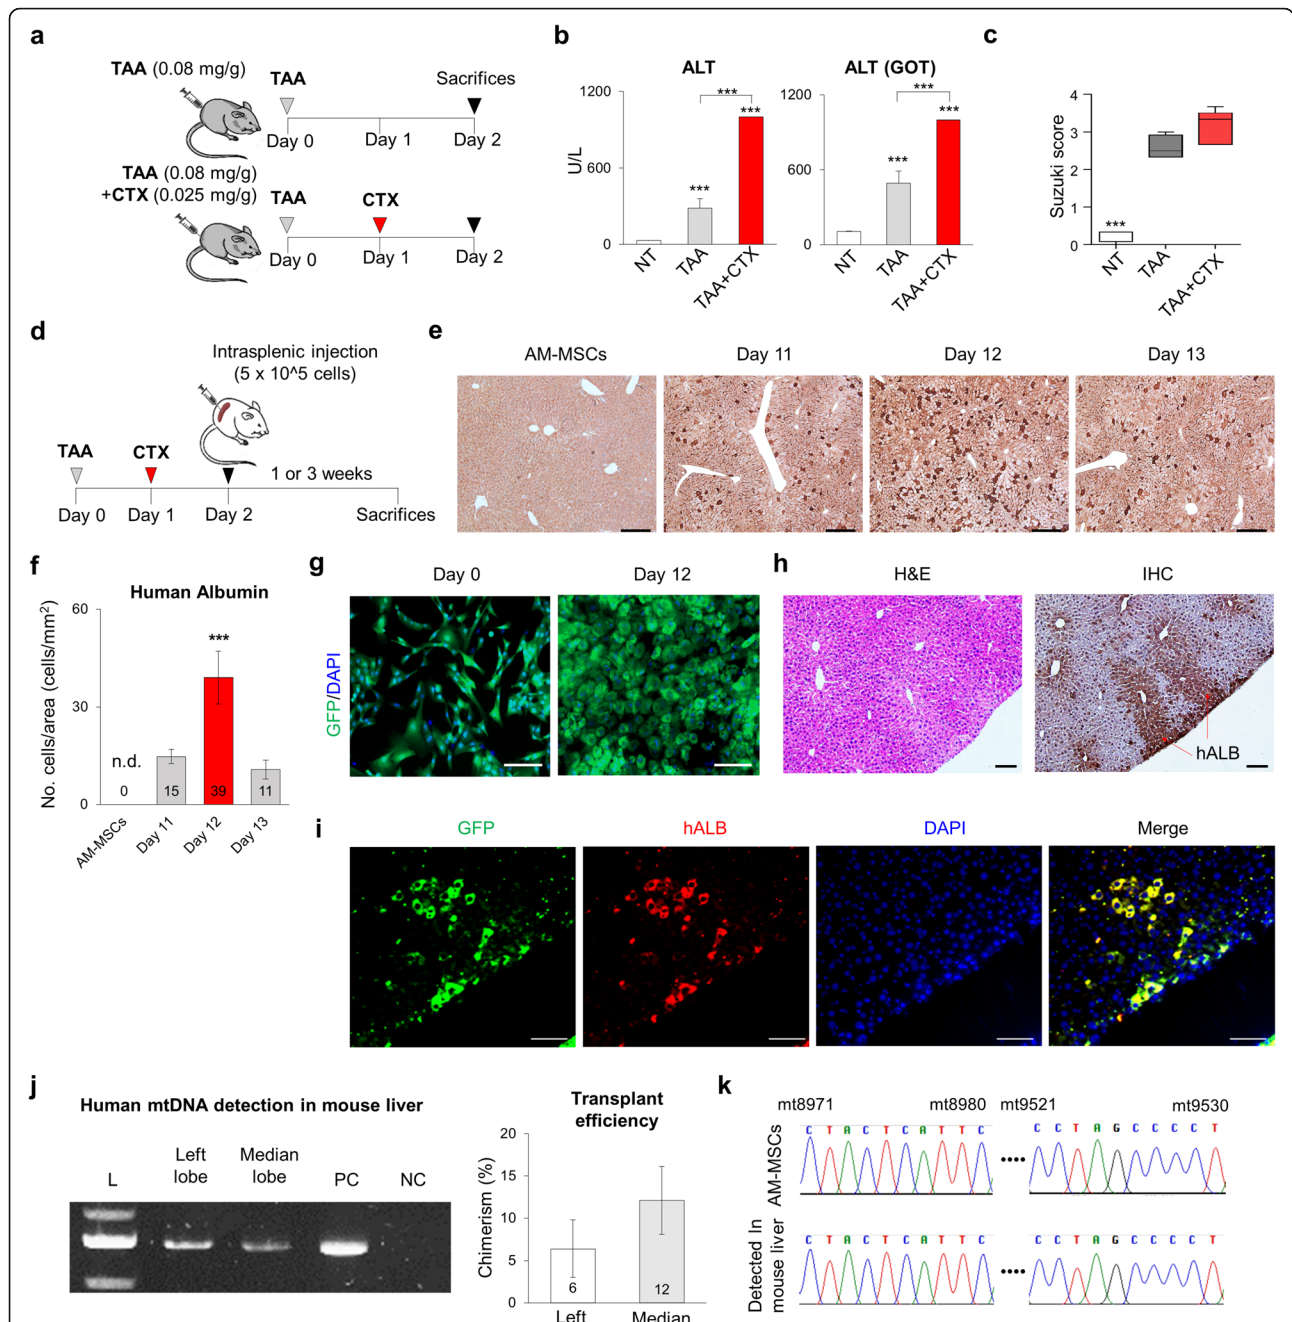 a
TAA (0.08 mg/g)
TAA
Sacrifices
Day 0
Day 1
Day 2
TAA (0.08 mg/g)
+CTX (0.025 mg/g)
TAA
CTX
Day 0
Day 1
Day 2
b
ALT
U/L
1200
600
0
***
***
***
NT
TAA
TAA+CTX
ALT (GOT)
1200
600
0
***
***
***
NT
TAA
TAA+CTX
c
Suzuki score
4
3
2
1
0
***
NT
TAA
TAA+CTX
d
Intrasplenic injection
(5 x 10^5 cells)
TAA
CTX
1 or 3 weeks
Day 0
Day 1
Day 2
Sacrifices
e
AM-MSCs
Day 11
Day 12
Day 13
f
Human Albumin
No. cells/area (cells/mm²)
60
30
0
n.d.
***
0
15
39
11
AM-MSCs
Day 11
Day 12
Day 13
g
Day 0
Day 12
GFP/DAPI
h
H&E
IHC
hALB
i
GFP
hALB
DAPI
Merge
j
Human mtDNA detection in mouse liver
L
Left
lobe
Median
lobe
PC
NC
Transplant
efficiency
Chimerism (%)
20
15
10
5
0
6
12
Left
Median
k
mt8971
mt8980
mt9521
mt9530
AM-MSCs
C T A C T C A T T C
C C T A G C C C C T
Detected In
mouse liver
C T A C T C A T T C
C C T A G C C C C T